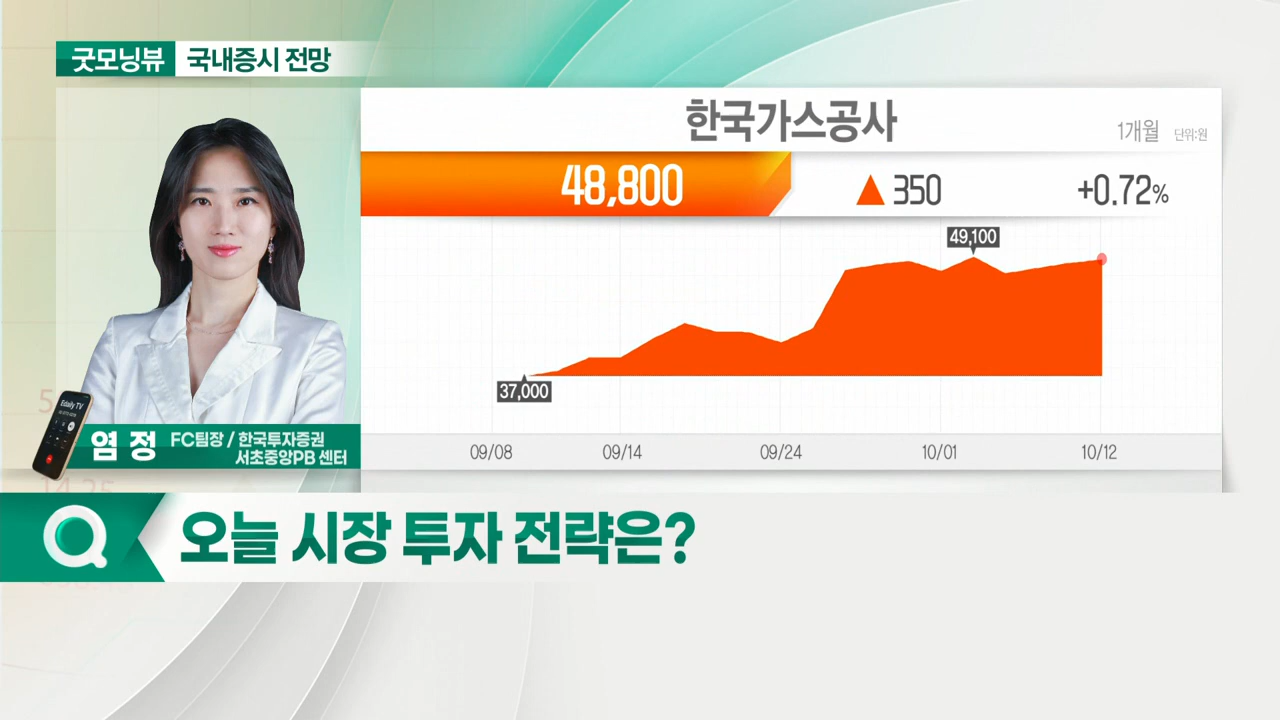 굿모닝뷰 국내증시 전망
한국가스공사
1개월 단위:원
48,800 ▲ 350 +0.72%
49,100
37,000
09/08 09/14 09/24 10/01 10/12
Edaily TV
염 정 FC팀장 / 한국투자증권
서초중앙PB 센터
Q 오늘 시장 투자 전략은?